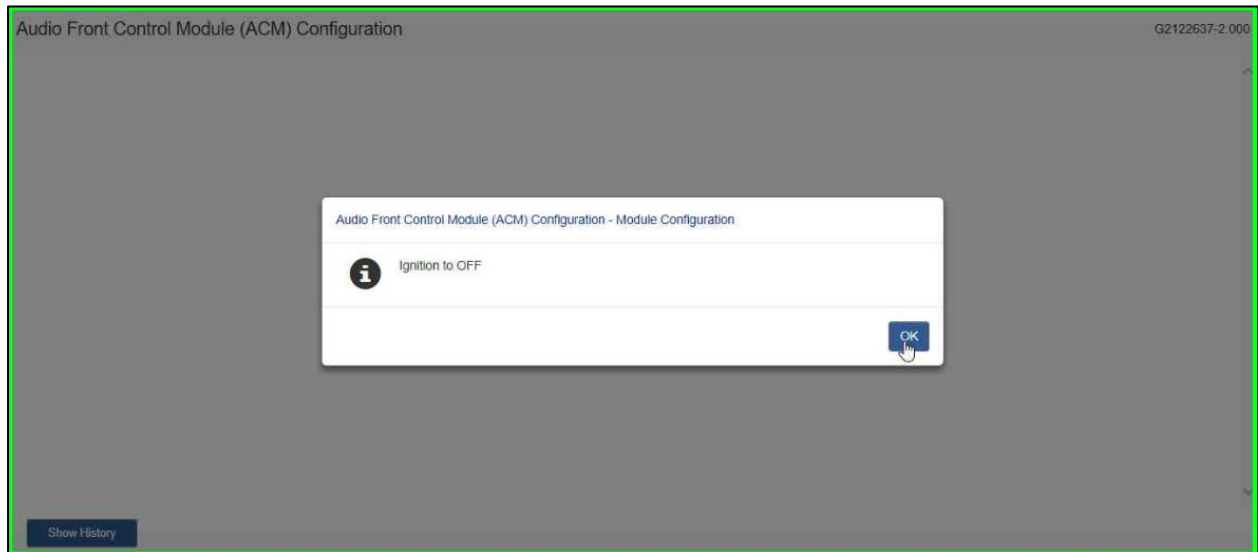 Audio Front Control Module (ACM) Configuration
G2122637-2.000
Audio Front Control Module (ACM) Configuration - Module Configuration
Ignition to OFF
OK
Show History